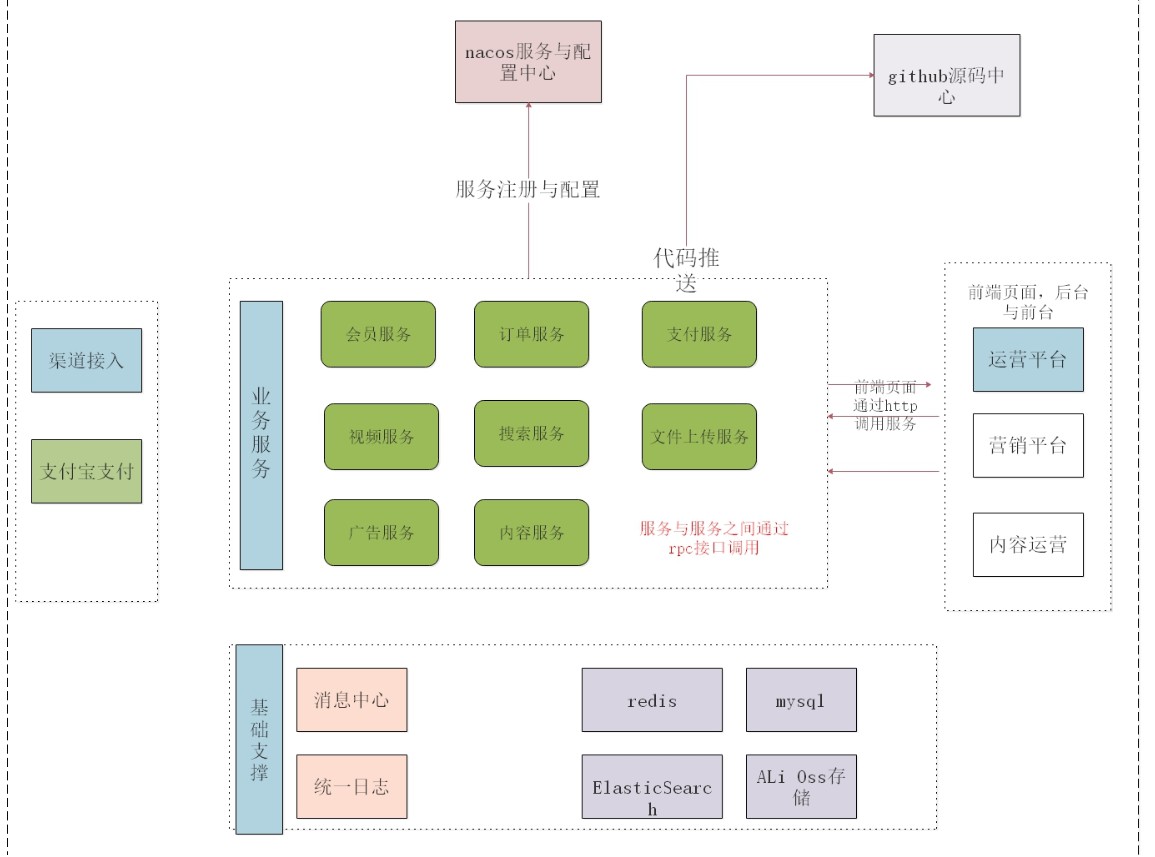 nacos服务与配
置中心
github源码中
心
服务注册与配置
代码推
送
渠道接入
支付宝支付
业
务
服
务
会员服务
订单服务
支付服务
视频服务
搜索服务
文件上传服务
广告服务
内容服务
服务与服务之间通过
rpc接口调用
前端页面
通过http
调用服务
前端页面，后台
与前台
运营平台
营销平台
内容运营
基
础
支
撑
消息中心
redis
mysql
统一日志
ElasticSearc
h
ALi Oss存
储